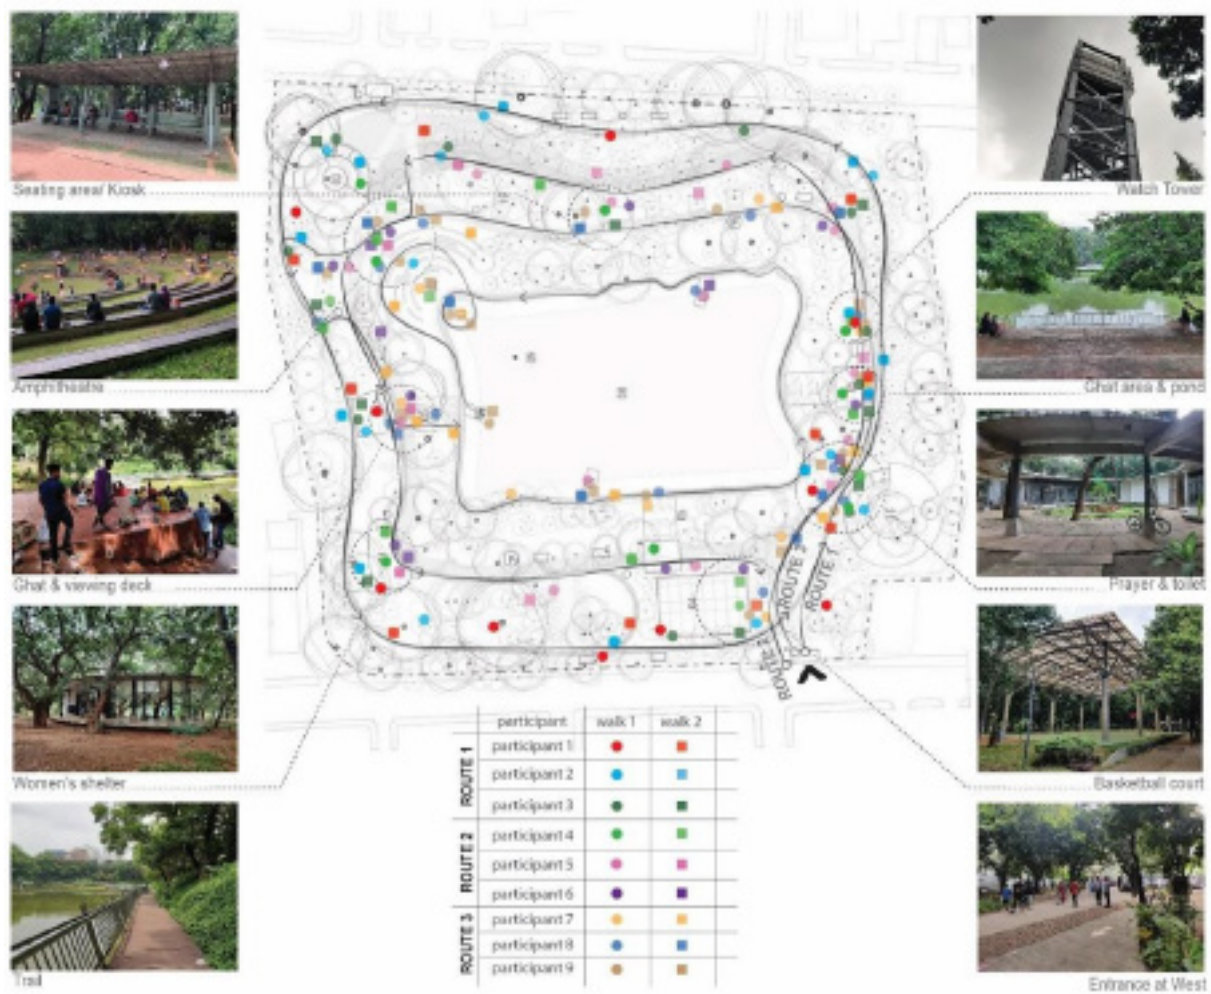 Seating area/ Kiosk
Watch Tower
Amphitheatre
Ghat area & pond
Ghat & viewing deck
Prayer & toilet
Women's shelter
Basketball court
Trail
Entrance at West
ROUTE 2
ROUTE 1
participant walk 1 walk 2
ROUTE 1
participant 1
participant 2
participant 3
ROUTE 2
participant 4
participant 5
participant 6
ROUTE 3
participant 7
participant 8
participant 9